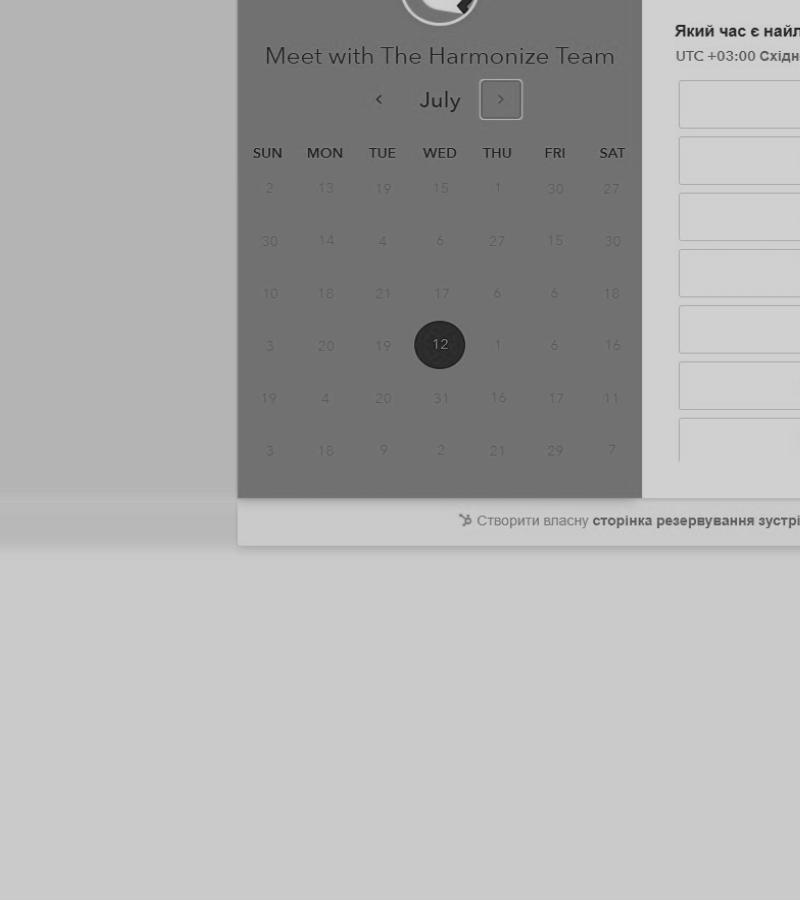 Meet with The Harmonize Team
July
SUN MON TUE WED THU FRI SAT
2 13 19 15 1 30 27
30 14 4 6 27 15 30
10 18 21 17 6 6 18
3 20 19 12 1 6 16
19 4 20 31 16 17 11
3 18 9 2 21 29 7
Який час є найл
UTC +03:00 Східн
Створити власну сторінка резервування зустрі